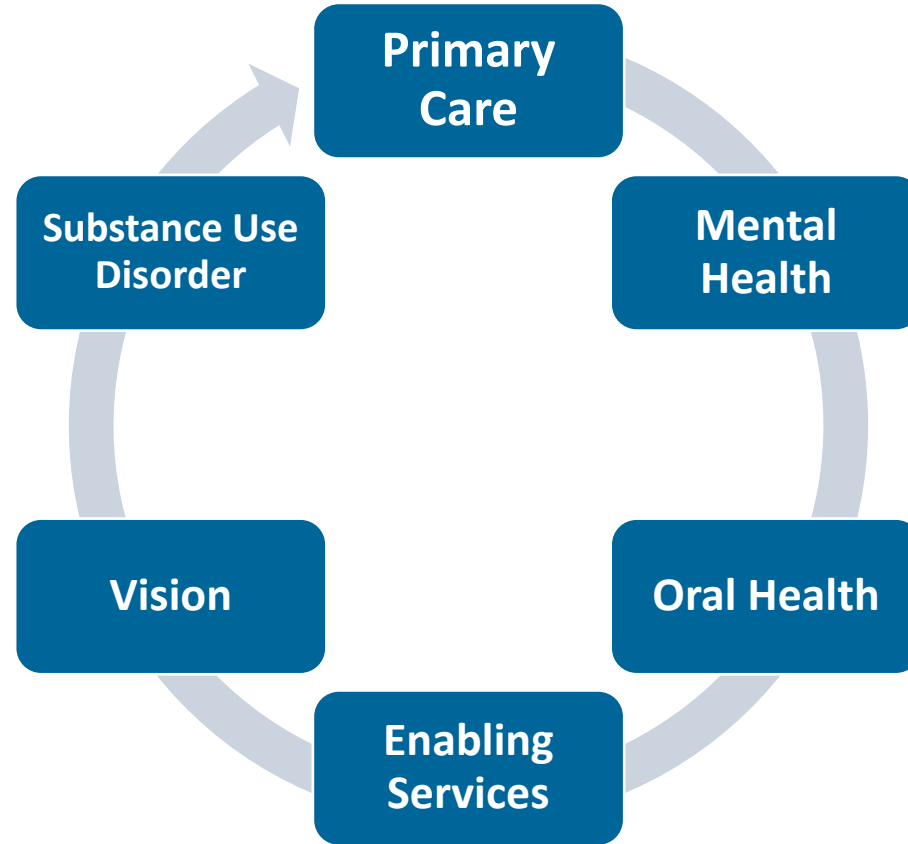 Primary
Care
Mental
Health
Oral Health
Enabling
Services
Vision
Substance Use
Disorder